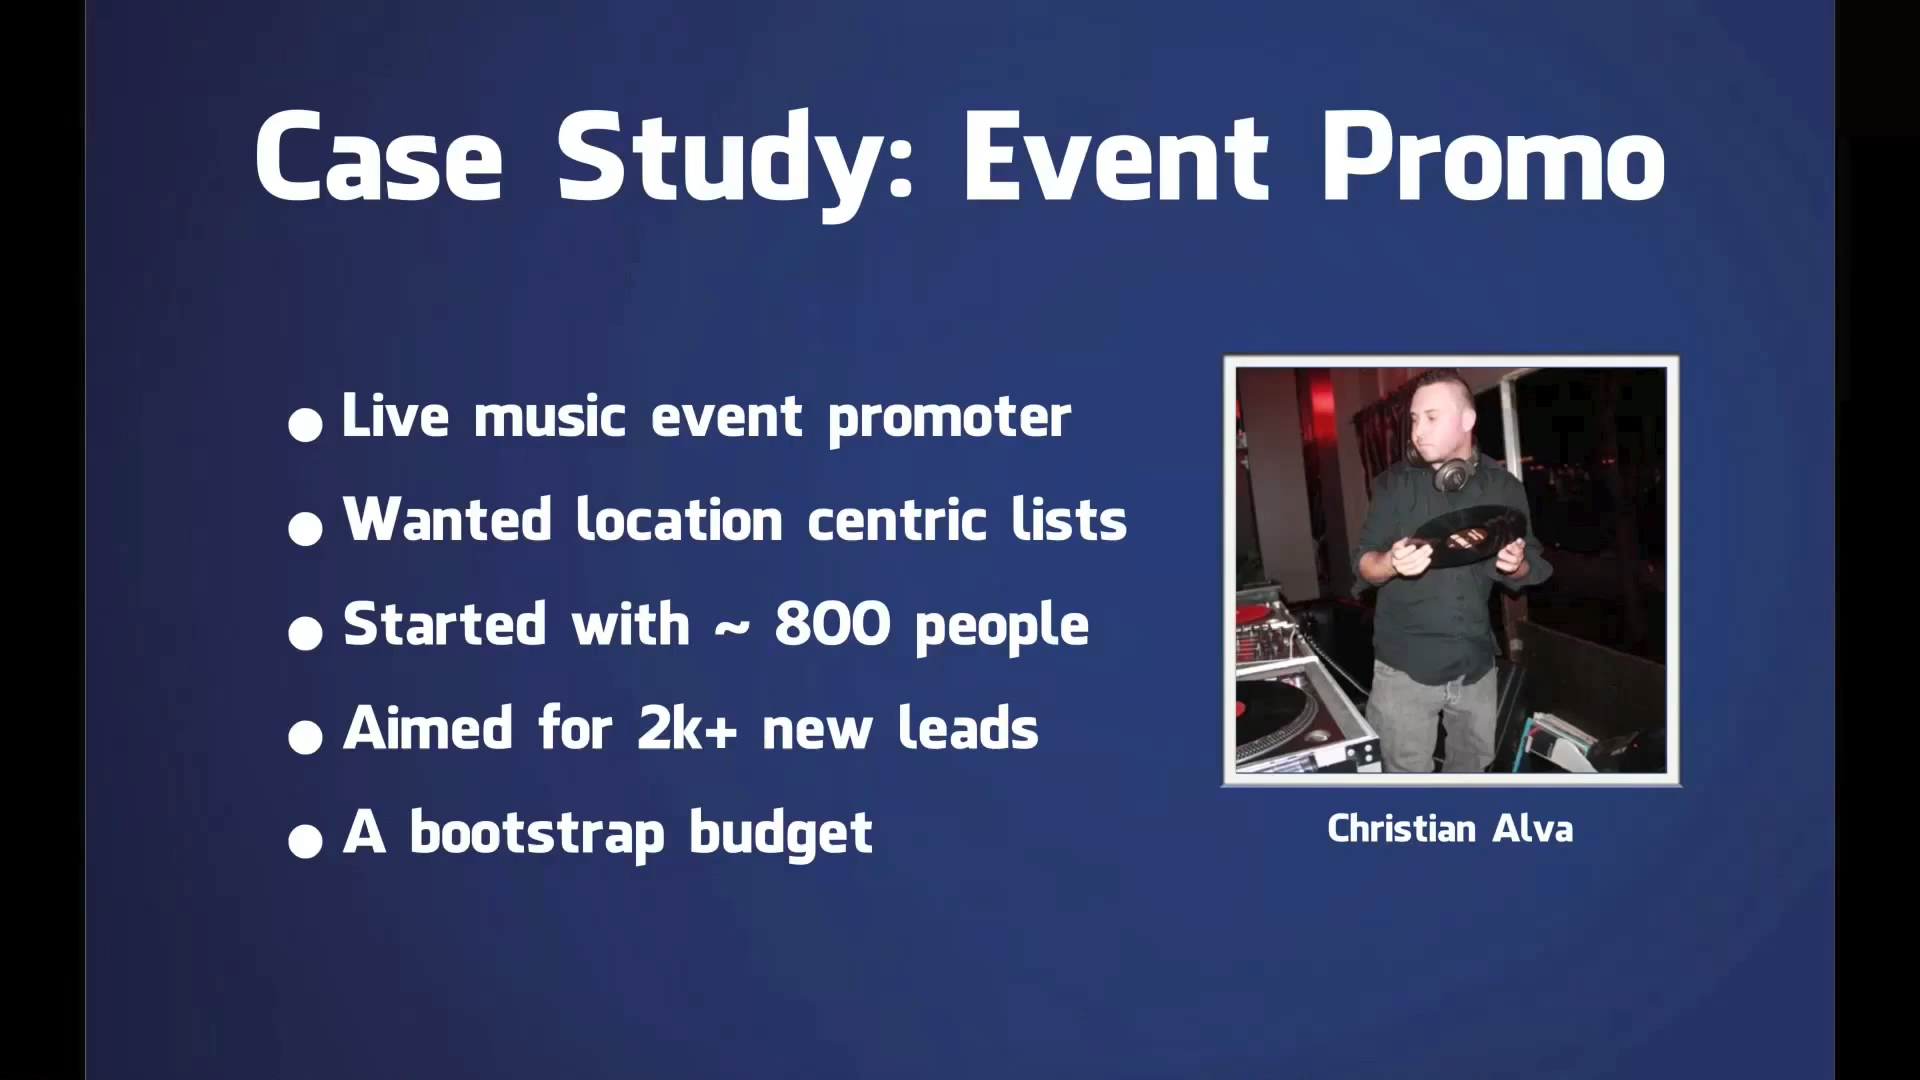 Case Study: Event Promo
Live music event promoter
Wanted location centric lists
Started with ~ 800 people
Aimed for 2k+ new leads
A bootstrap budget
Christian Alva